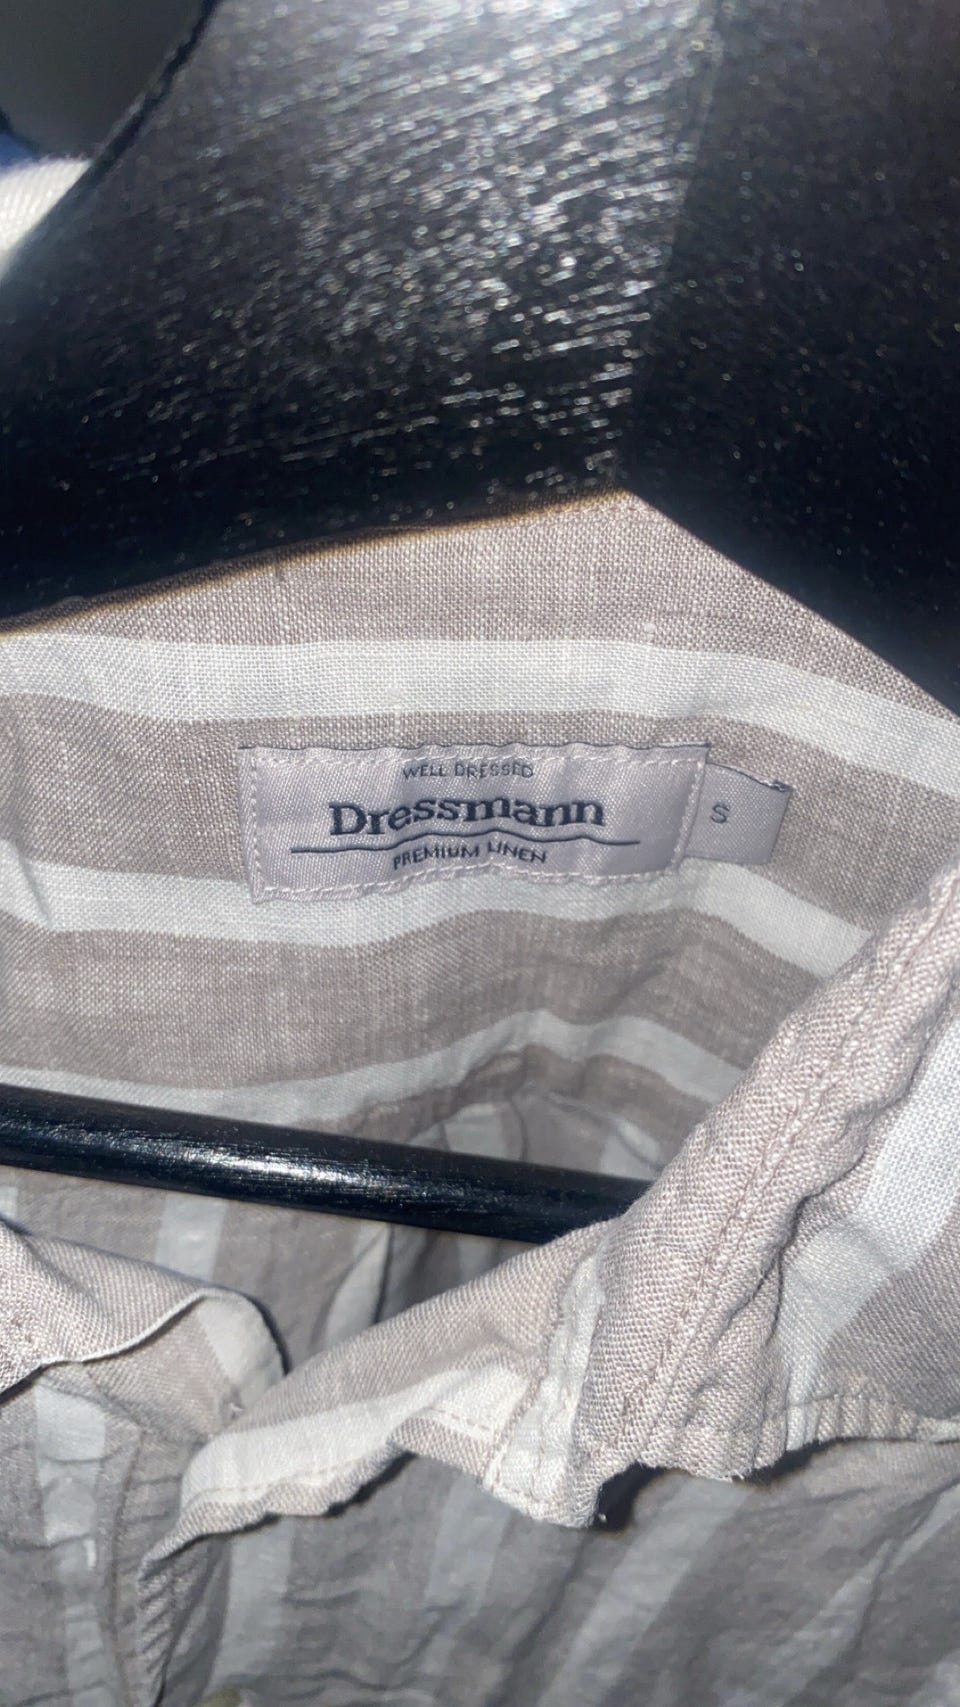 WELL DRESSED
Dressmann
PREMIUM LINEN
S